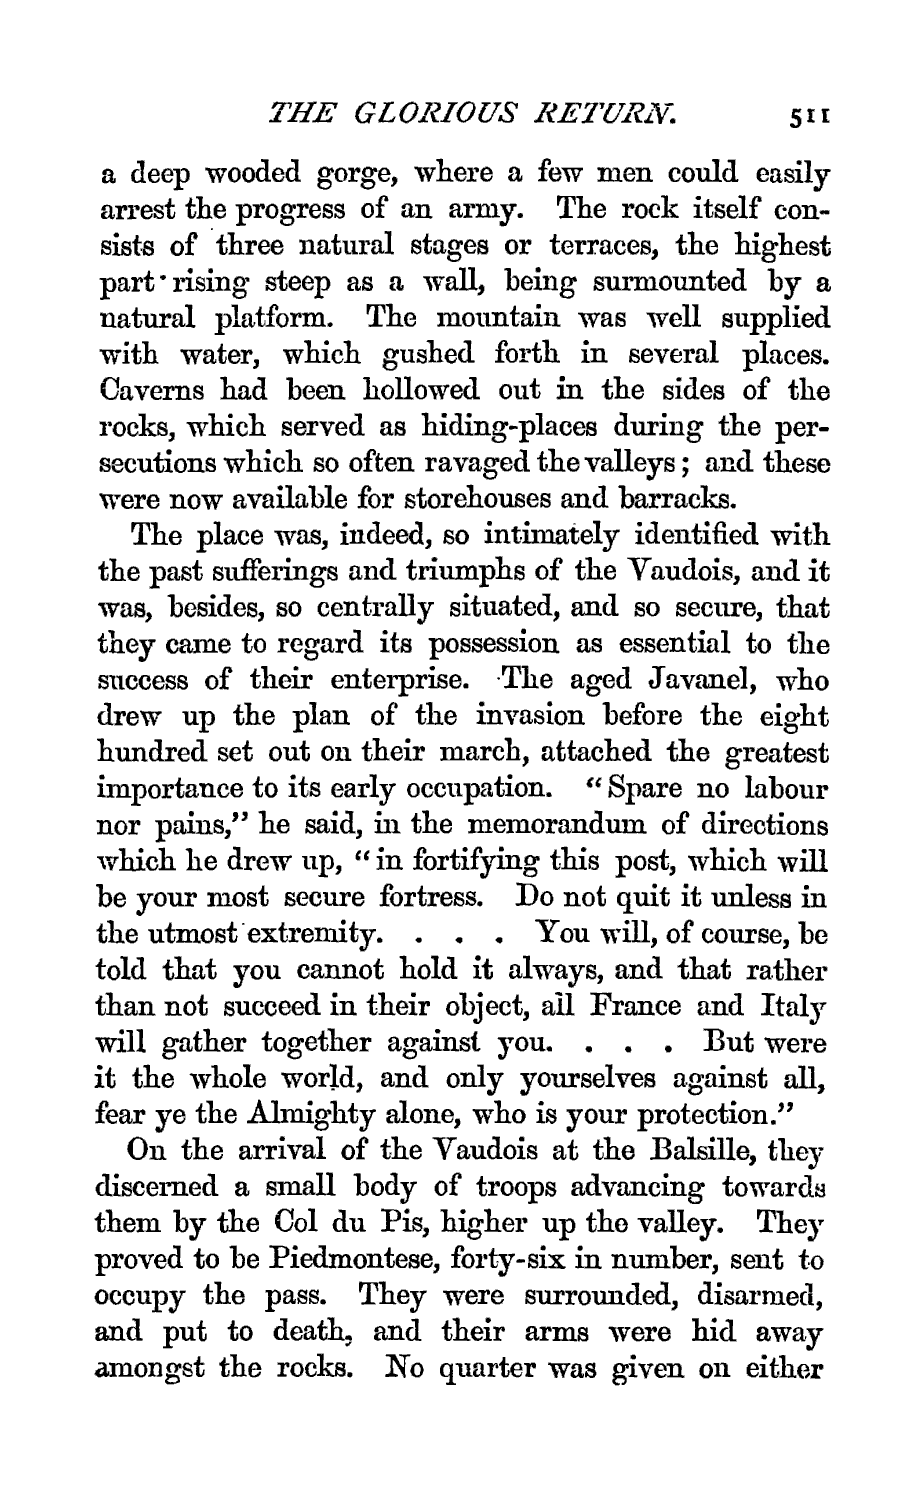 THE GLORIOUS RETURN. 511
a deep wooded gorge, where a few men could easily
arrest the progress of an army. The rock itself con-
sists of three natural stages or terraces, the highest
part rising steep as a wall, being surmounted by a
natural platform. The mountain was well supplied
with water, which gushed forth in several places.
Caverns had been hollowed out in the sides of the
rocks, which served as hiding-places during the per-
secutions which so often ravaged the valleys; and these
were now available for storehouses and barracks.
The place was, indeed, so intimately identified with
the past sufferings and triumphs of the Vaudois, and it
was, besides, so centrally situated, and so secure, that
they came to regard its possession as essential to the
success of their enterprise. The aged Javanel, who
drew up the plan of the invasion before the eight
hundred set out on their march, attached the greatest
importance to its early occupation. "Spare no labour
nor pains," he said, in the memorandum of directions
which he drew up, "in fortifying this post, which will
be your most secure fortress. Do not quit it unless in
the utmost extremity. . . . You will, of course, be
told that you cannot hold it always, and that rather
than not succeed in their object, all France and Italy
will gather together against you. . . . But were
it the whole world, and only yourselves against all,
fear ye the Almighty alone, who is your protection."
On the arrival of the Vaudois at the Balsille, they
discerned a small body of troops advancing towards
them by the Col du Pis, higher up the valley. They
proved to be Piedmontese, forty-six in number, sent to
occupy the pass. They were surrounded, disarmed,
and put to death, and their arms were hid away
amongst the rocks. No quarter was given on either